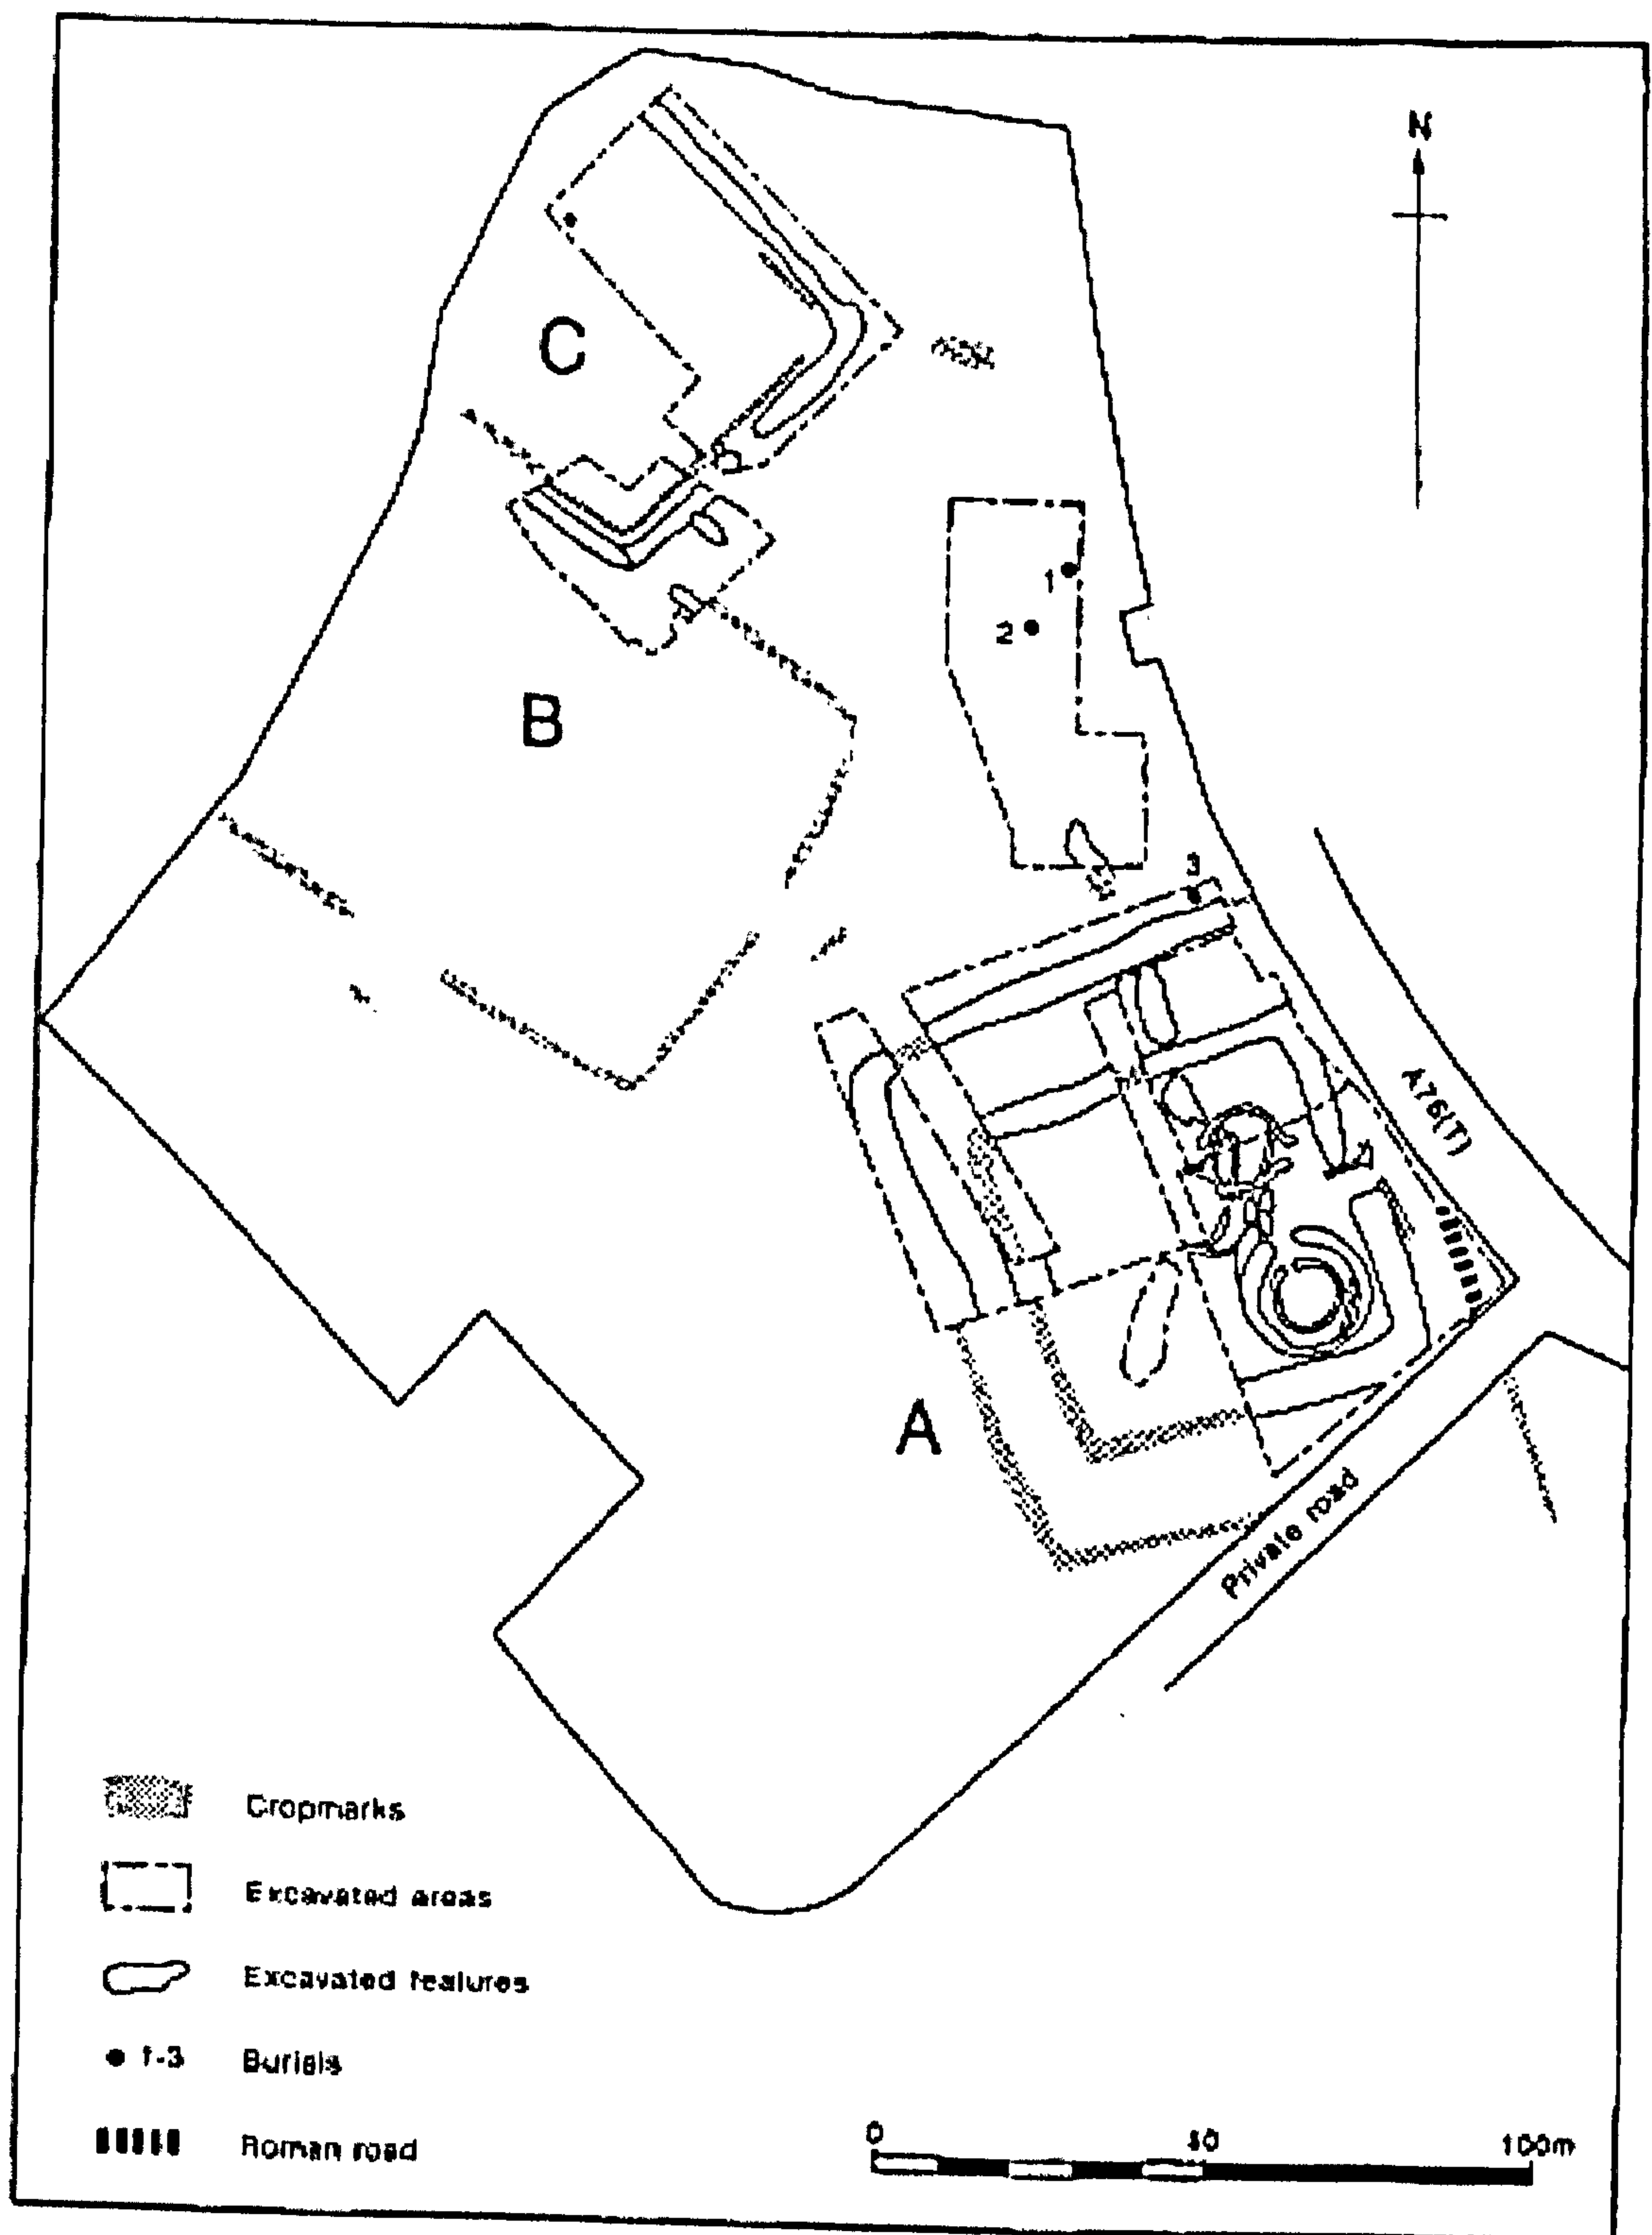 N
C
1
2
B
3
A76(T)
A
Private road
Cropmarks
Excavated areas
Excavated features
1-3 Burials
Roman road
0 50 100m